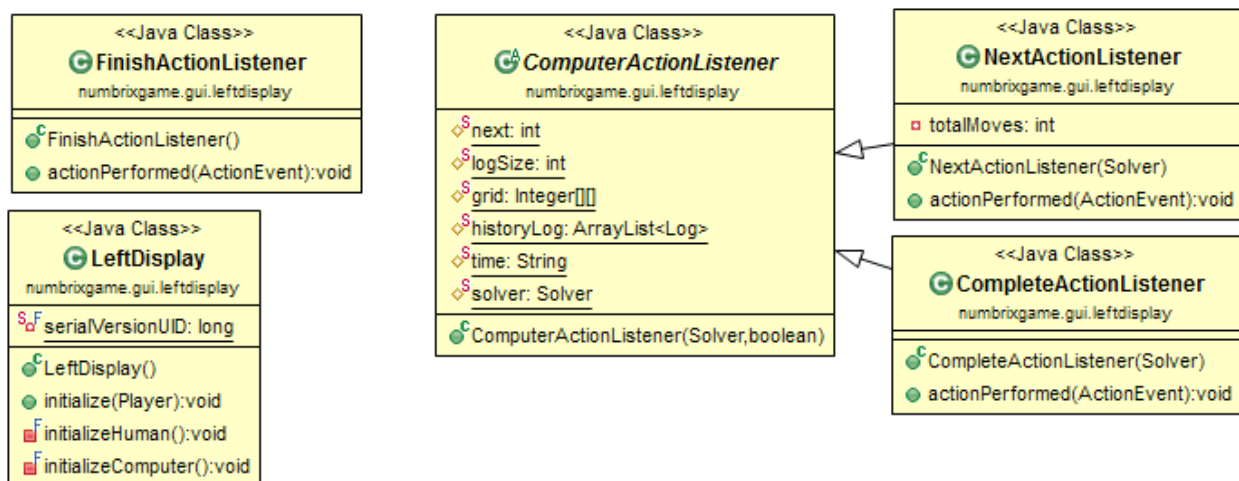 <<Java Class>>
FinishActionListener
numbrixgame.gui.leftdisplay
FinishActionListener()
actionPerformed(ActionEvent):void
<<Java Class>>
LeftDisplay
numbrixgame.gui.leftdisplay
serialVersionUID: long
LeftDisplay()
initialize(Player):void
initializeHuman():void
initializeComputer():void
<<Java Class>>
ComputerActionListener
numbrixgame.gui.leftdisplay
next: int
logSize: int
grid: Integer[][]
historyLog: ArrayList<Log>
time: String
solver: Solver
ComputerActionListener(Solver,boolean)
<<Java Class>>
NextActionListener
numbrixgame.gui.leftdisplay
totalMoves: int
NextActionListener(Solver)
actionPerformed(ActionEvent):void
<<Java Class>>
CompleteActionListener
numbrixgame.gui.leftdisplay
CompleteActionListener(Solver)
actionPerformed(ActionEvent):void